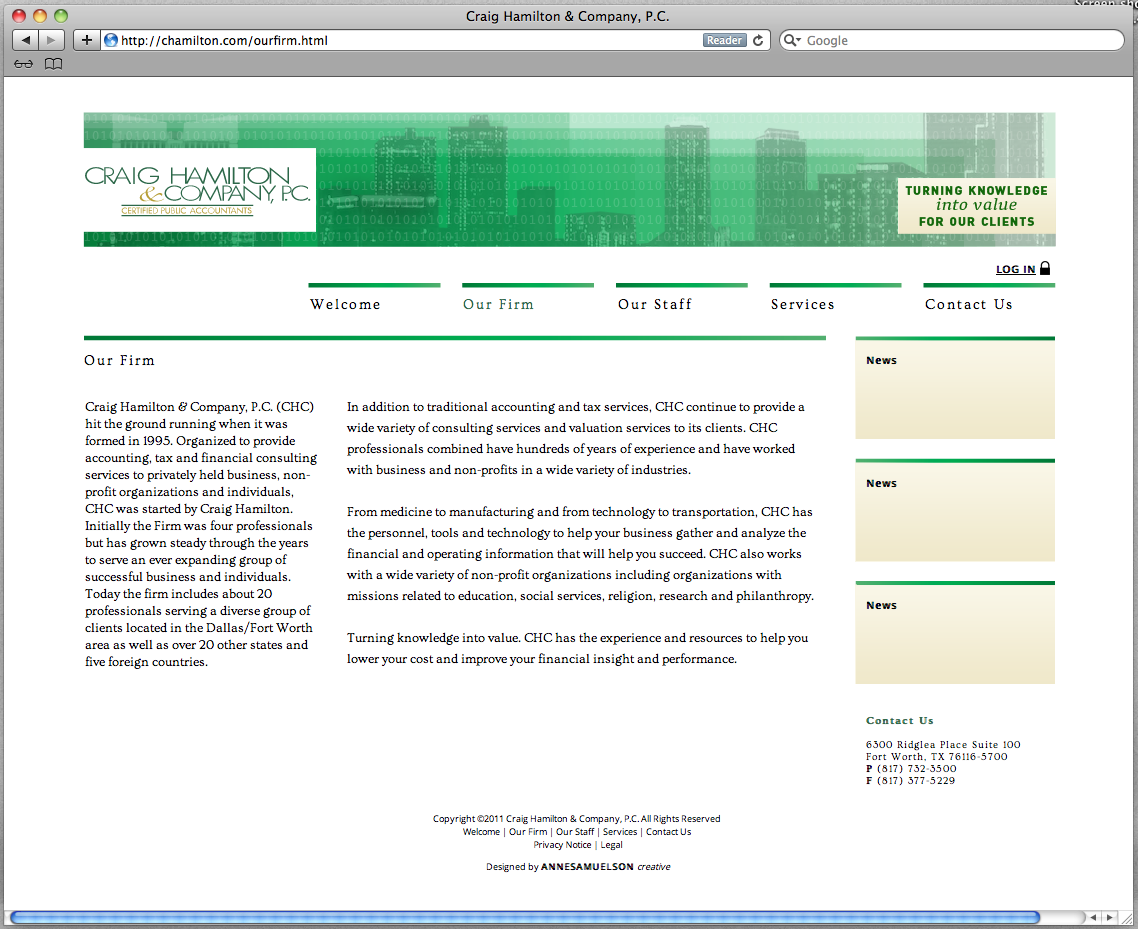 Craig Hamilton & Company, P.C.
http://chamilton.com/ourfirm.html
Reader
Google
CRAIG HAMILTON
& COMPANY, P.C.
CERTIFIED PUBLIC ACCOUNTANTS
TURNING KNOWLEDGE
into value
FOR OUR CLIENTS
LOG IN
Welcome
Our Firm
Our Staff
Services
Contact Us
Our Firm
Craig Hamilton & Company, P.C. (CHC)
hit the ground running when it was
formed in 1995. Organized to provide
accounting, tax and financial consulting
services to privately held business, non-
profit organizations and individuals,
CHC was started by Craig Hamilton.
Initially the Firm was four professionals
but has grown steady through the years
to serve an ever expanding group of
successful business and individuals.
Today the firm includes about 20
professionals serving a diverse group of
clients located in the Dallas/Fort Worth
area as well as over 20 other states and
five foreign countries.
In addition to traditional accounting and tax services, CHC continue to provide a
wide variety of consulting services and valuation services to its clients. CHC
professionals combined have hundreds of years of experience and have worked
with business and non-profits in a wide variety of industries.
From medicine to manufacturing and from technology to transportation, CHC has
the personnel, tools and technology to help your business gather and analyze the
financial and operating information that will help you succeed. CHC also works
with a wide variety of non-profit organizations including organizations with
missions related to education, social services, religion, research and philanthropy.
Turning knowledge into value. CHC has the experience and resources to help you
lower your cost and improve your financial insight and performance.
News
News
News
Contact Us
6300 Ridglea Place Suite 100
Fort Worth, TX 76116-5700
P (817) 732-3500
F (817) 377-5229
Copyright ©2011 Craig Hamilton & Company, P.C. All Rights Reserved
Welcome | Our Firm | Our Staff | Services | Contact Us
Privacy Notice | Legal
Designed by ANNESAMUELSON creative